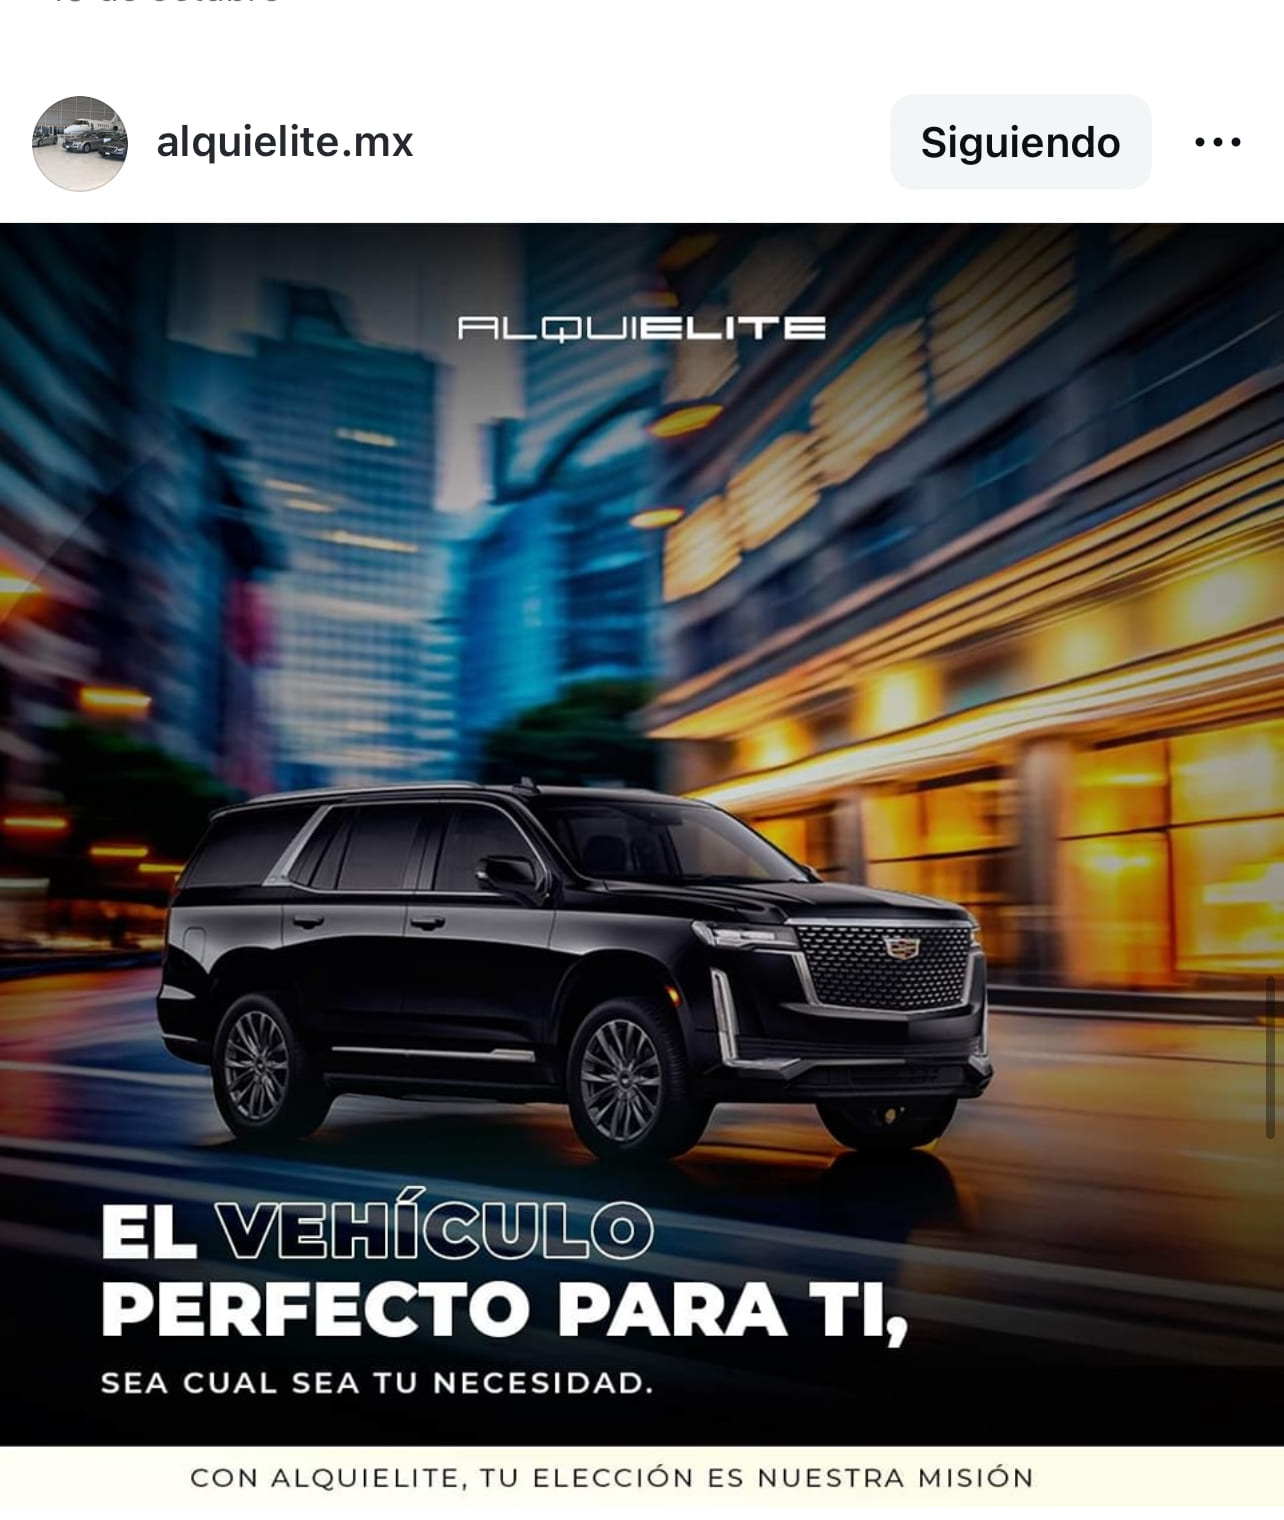 alquielite.mx
Siguiendo
ALQUIELITE
EL VEHÍCULO
PERFECTO PARA TI,
SEA CUAL SEA TU NECESIDAD.
CON ALQUIELITE, TU ELECCIÓN ES NUESTRA MISIÓN